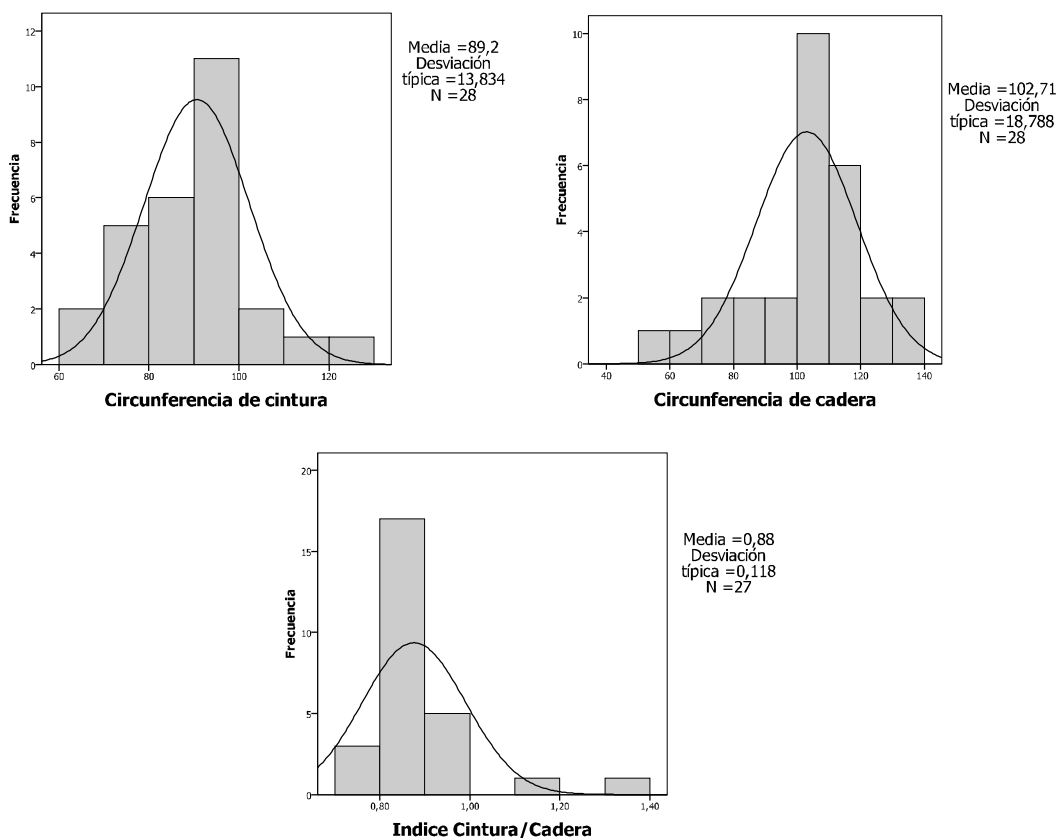 12
10
8
6
4
2
0
Frecuencia
60
80
100
120
Circunferencia de cintura
Media =89,2
Desviación
típica =13,834
N =28
10
8
6
4
2
0
Frecuencia
40
60
80
100
120
140
Circunferencia de cadera
Media =102,71
Desviación
típica =18,788
N =28
20
15
10
5
0
Frecuencia
0,80
1,00
1,20
1,40
Indice Cintura/Cadera
Media =0,88
Desviación
típica =0,118
N =27